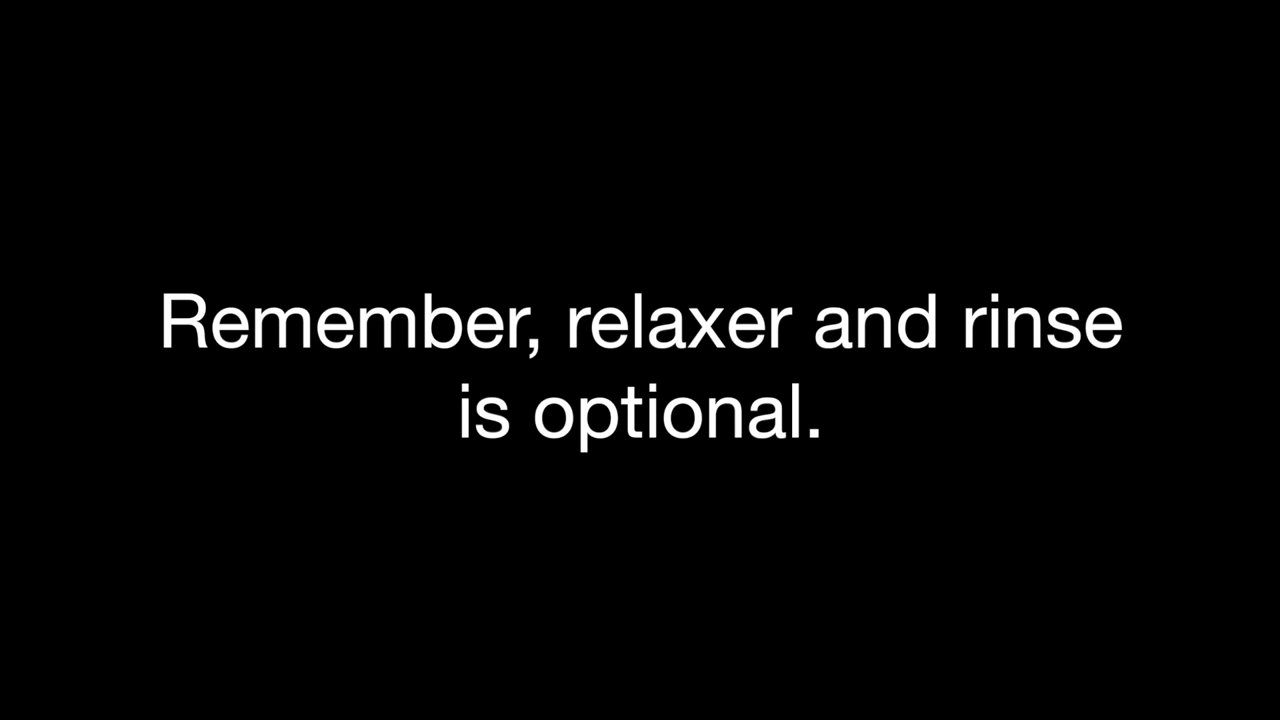 Remember, relaxer and rinse
is optional.